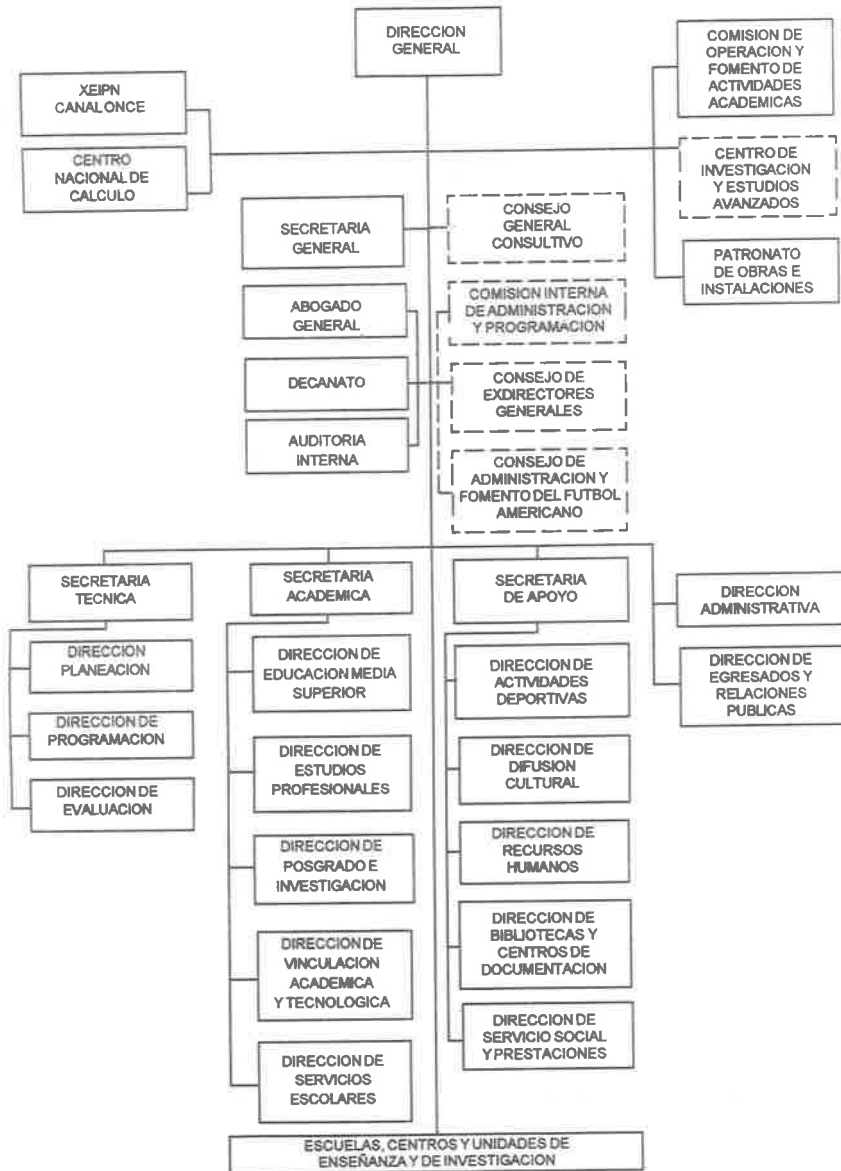 DIRECCION
GENERAL
COMISION DE
OPERACION Y
FOMENTO DE
ACTIVIDADES
ACADEMICAS
XEIPN
CANAL ONCE
CENTRO
NACIONAL DE
CALCULO
CENTRO DE
INVESTIGACION
Y ESTUDIOS
AVANZADOS
PATRONATO
DE OBRAS E
INSTALACIONES
SECRETARIA
GENERAL
CONSEJO
GENERAL
CONSULTIVO
ABOGADO
GENERAL
COMISION INTERNA
DE ADMINISTRACION
Y PROGRAMACION
DECANATO
CONSEJO DE
EXDIRECTORES
GENERALES
AUDITORIA
INTERNA
CONSEJO DE
ADMINISTRACION Y
FOMENTO DEL FUTBOL
AMERICANO
SECRETARIA
TECNICA
DIRECCION
PLANEACION
DIRECCION DE
PROGRAMACION
DIRECCION DE
EVALUACION
SECRETARIA
ACADEMICA
DIRECCION DE
EDUCACION MEDIA
SUPERIOR
DIRECCION DE
ESTUDIOS
PROFESIONALES
DIRECCION DE
POSGRADO E
INVESTIGACION
DIRECCION DE
VINCULACION
ACADEMICA
Y TECNOLOGICA
DIRECCION DE
SERVICIOS
ESCOLARES
SECRETARIA
DE APOYO
DIRECCION DE
ACTIVIDADES
DEPORTIVAS
DIRECCION DE
DIFUSION
CULTURAL
DIRECCION DE
RECURSOS
HUMANOS
DIRECCION DE
BIBLIOTECAS Y
CENTROS DE
DOCUMENTACION
DIRECCION DE
SERVICIO SOCIAL
Y PRESTACIONES
DIRECCION
ADMINISTRATIVA
DIRECCION DE
EGRESADOS Y
RELACIONES
PUBLICAS
ESCUELAS, CENTROS Y UNIDADES DE
ENSEÑANZA Y DE INVESTIGACION